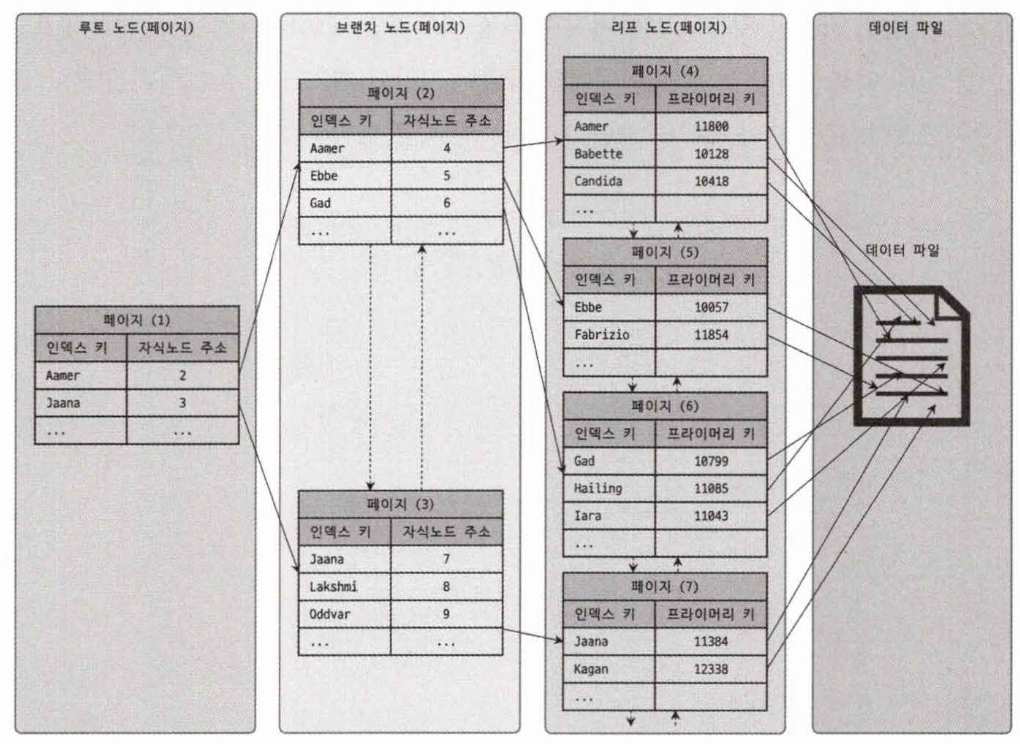 루트 노드(페이지)
페이지 (1)
인덱스 키 자식노드 주소
Aamer 2
Jaana 3
... ...
브랜치 노드(페이지)
페이지 (2)
인덱스 키 자식노드 주소
Aamer 4
Ebbe 5
Gad 6
... ...
페이지 (3)
인덱스 키 자식노드 주소
Jaana 7
Lakshmi 8
Oddvar 9
... ...
리프 노드(페이지)
페이지 (4)
인덱스 키 프라이머리 키
Aamer 11800
Babette 10128
Candida 10418
...
페이지 (5)
인덱스 키 프라이머리 키
Ebbe 10057
Fabrizio 11854
...
페이지 (6)
인덱스 키 프라이머리 키
Gad 10799
Hailing 11085
Iara 11043
...
페이지 (7)
인덱스 키 프라이머리 키
Jaana 11384
Kagan 12338
...
데이터 파일
데이터 파일